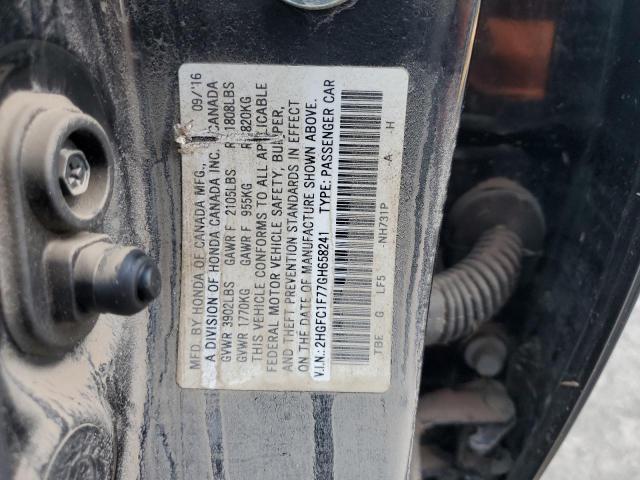 MFD. BY HONDA OF CANADA MFG., 09/16
A DIVISION OF HONDA CANADA INC., CANADA
GVWR 3902LBS GAWR F 2105LBS R 1808LBS
GVWR 1770KG GAWR F 955KG R 820KG
THIS VEHICLE CONFORMS TO ALL APPLICABLE
FEDERAL MOTOR VEHICLE SAFETY, BUMPER,
AND THEFT PREVENTION STANDARDS IN EFFECT
ON THE DATE OF MANUFACTURE SHOWN ABOVE.
V.I.N.: 2HGFC1F77GH658241 TYPE: PASSENGER CAR
TBE G LF5 NH731P A H